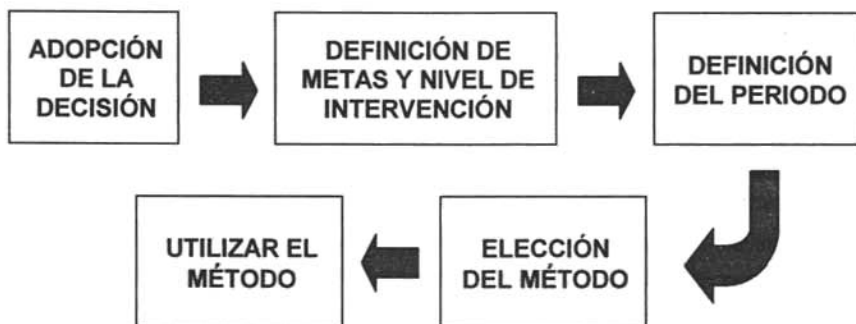 ADOPCIÓN
DE LA
DECISIÓN
DEFINICIÓN DE
METAS Y NIVEL DE
INTERVENCIÓN
DEFINICIÓN
DEL PERIODO
ELECCIÓN
DEL MÉTODO
UTILIZAR EL
MÉTODO